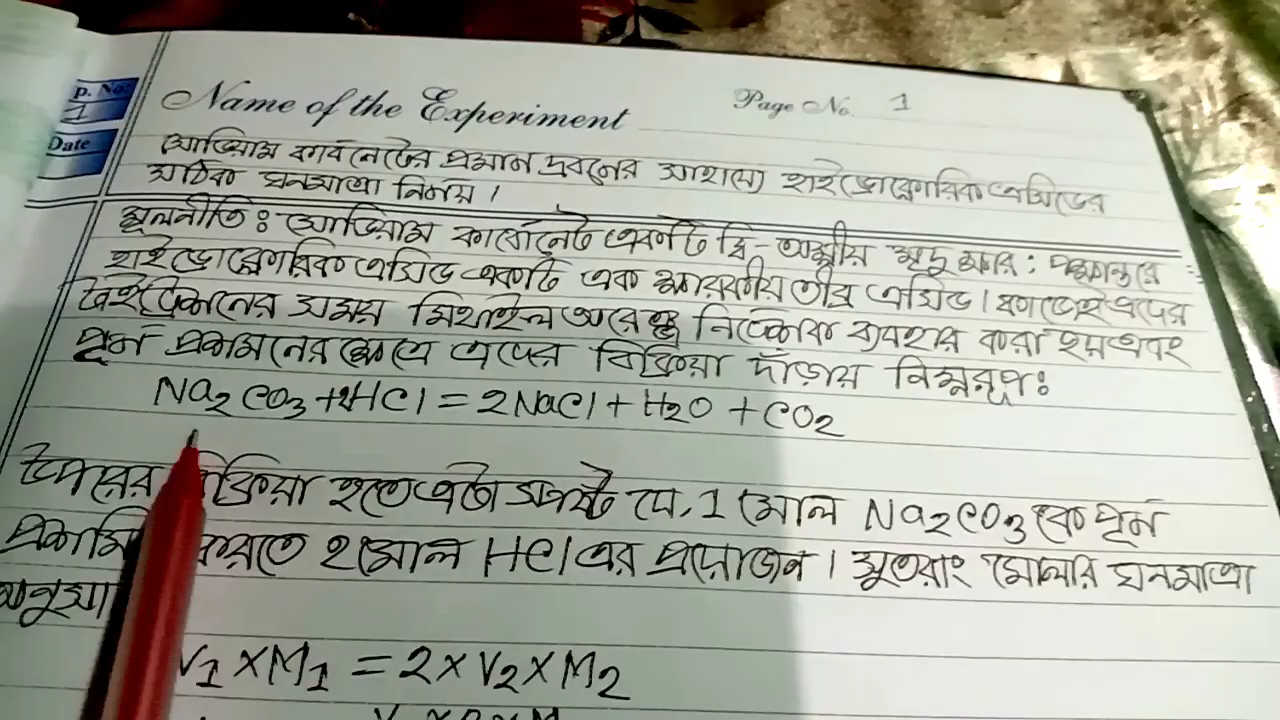 p. No:
1
Date
Name of the Experiment
Page No. 1
সোডিয়াম কার্বনেটের প্রমাণ দ্রবনের সাহায্যে হাইড্রোক্লোরিক এসিডের
সঠিক ঘনমাত্রা নির্নয়।
মূলনীতিঃ সোডিয়াম কার্বোনেট একটি দ্বি-অম্লীয় মৃদু ক্ষার; পক্ষান্তরে
হাইড্রোক্লোরিক এসিড একটি এক ক্ষারকীয় তীব্র এসিড। কাজেই এদের
টাইট্রেশনের সময় মিথাইল অরেঞ্জ নির্দেশক ব্যবহার করা হয় এবং
পূর্ন প্রশমনের ক্ষেত্রে এদের বিক্রিয়া দাঁড়ায় নিম্নরূপঃ
Na2CO3+2HCl=2NaCl+H2O+CO2
উপরের বিক্রিয়া হতে এটা স্পষ্ট যে, 1 মোল Na2CO3 কে পূর্ন
প্রশমি করতে 2 মোল HCl এর প্রয়োজন। সুতরাং মোলার ঘনমাত্রা
অনুসা
V1×M1=2×V2×M2